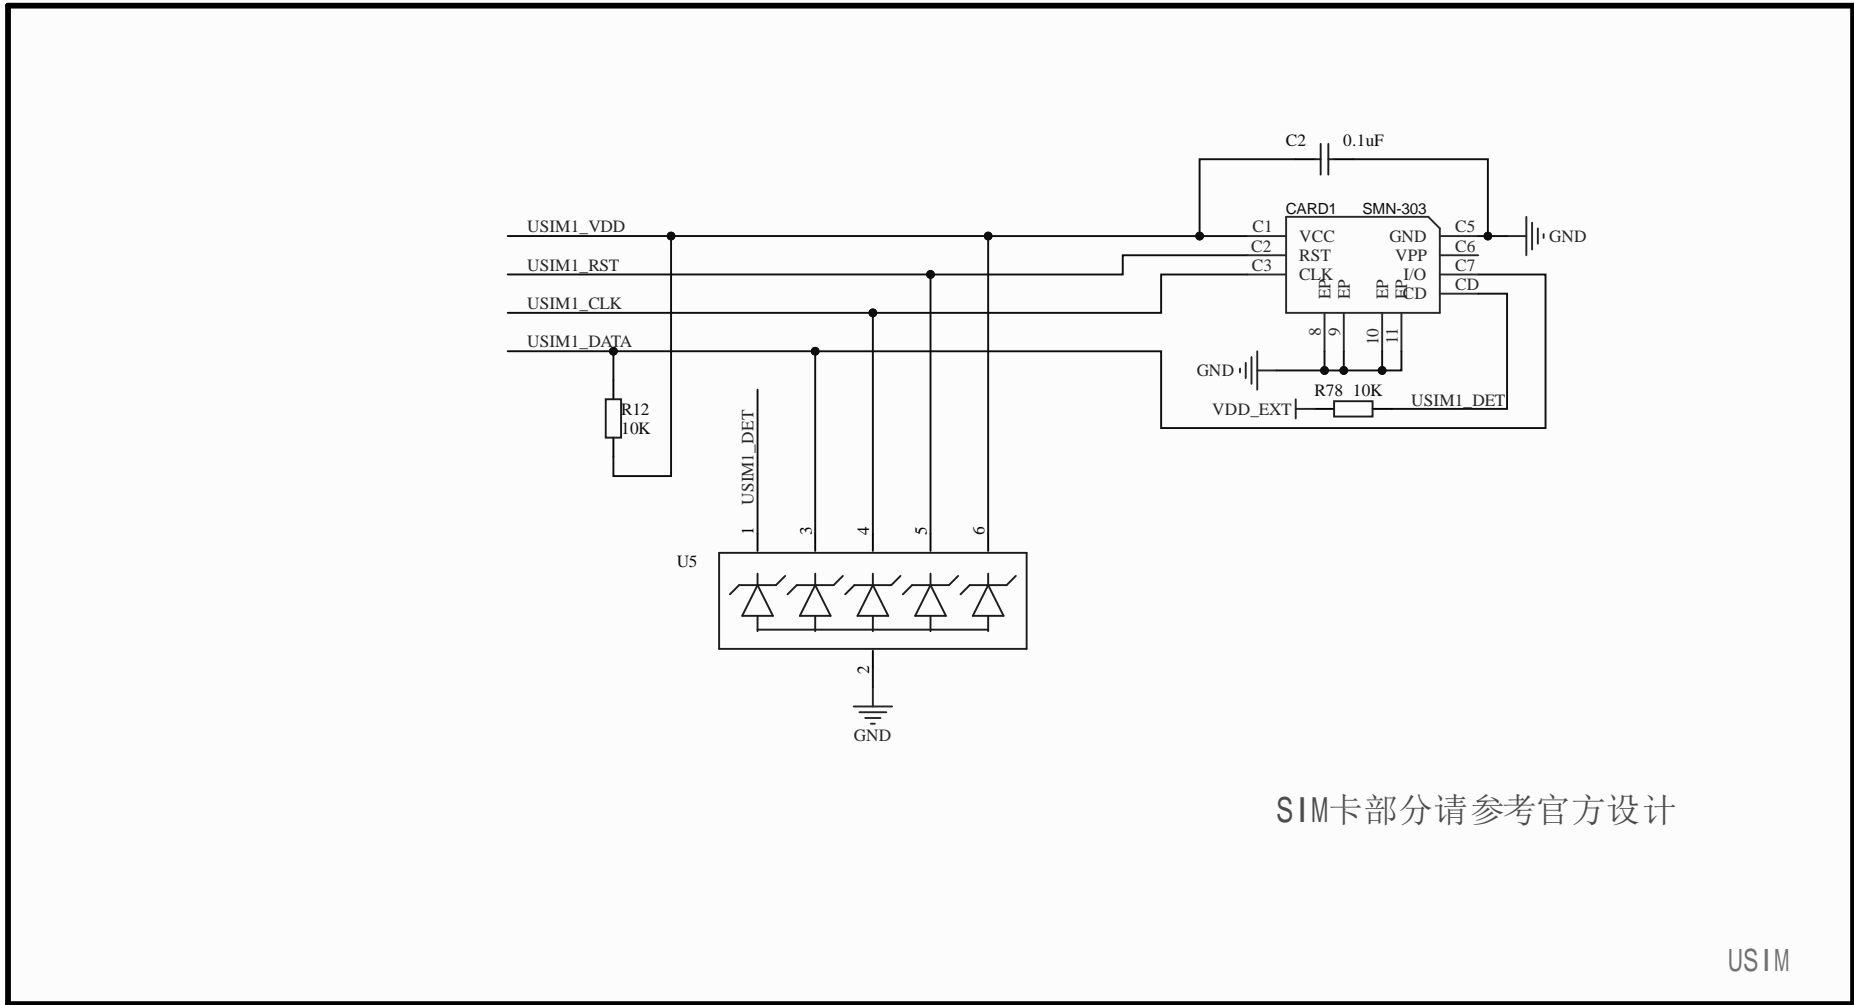 C2 0.1uF
CARD1 SMN-303
USIM1_VDD
C1 VCC GND C5 GND
C2 RST VPP C6
USIM1_RST
C3 CLK I/O C7
EP EP EP EP CD CD
USIM1_CLK
8 9 10 11
USIM1_DATA
GND
R78 10K
VDD_EXT USIM1_DET
R12
10K
USIM1_DET
1 3 4 5 6
U5
2
GND
SIM卡部分请参考官方设计
USIM